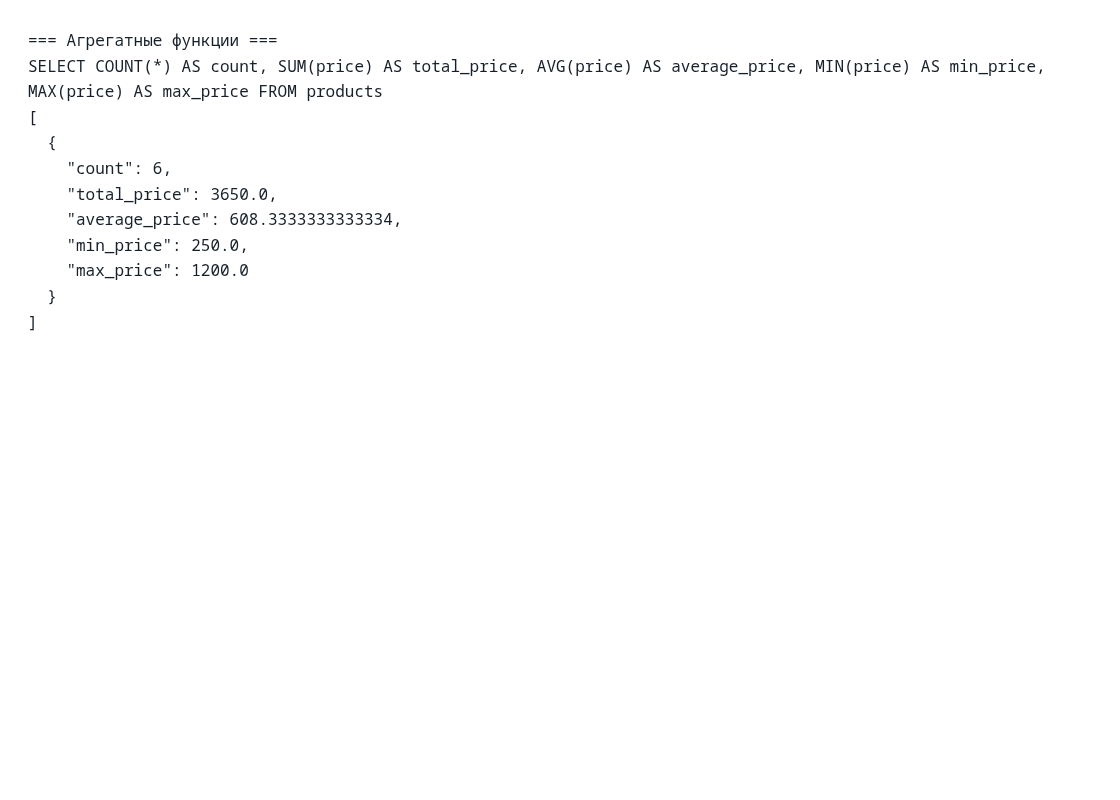 === Агрегатные функции ===
SELECT COUNT(*) AS count, SUM(price) AS total_price, AVG(price) AS average_price, MIN(price) AS min_price,
MAX(price) AS max_price FROM products
[
  {
    "count": 6,
    "total_price": 3650.0,
    "average_price": 608.3333333333334,
    "min_price": 250.0,
    "max_price": 1200.0
  }
]